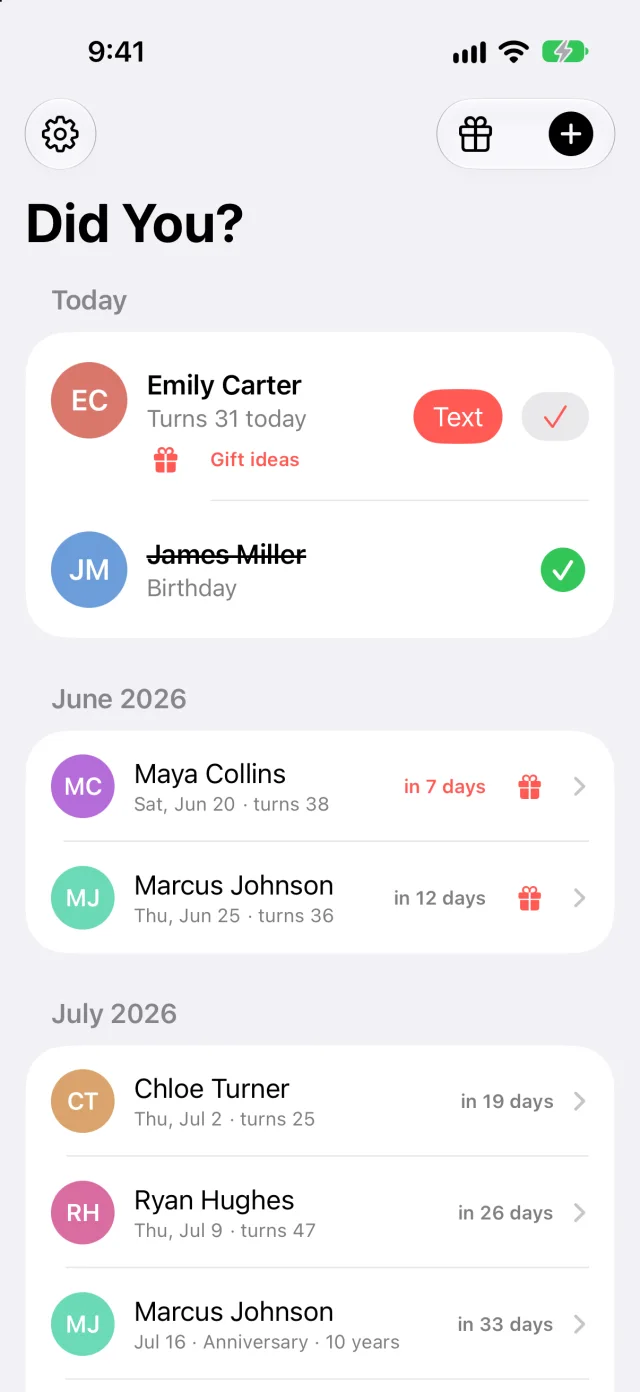 9:41
Did You?
Today
EC
Emily Carter
Turns 31 today
Gift ideas
Text
JM
James Miller
Birthday
June 2026
MC
Maya Collins
Sat, Jun 20 · turns 38
in 7 days
MJ
Marcus Johnson
Thu, Jun 25 · turns 36
in 12 days
July 2026
CT
Chloe Turner
Thu, Jul 2 · turns 25
in 19 days
RH
Ryan Hughes
Thu, Jul 9 · turns 47
in 26 days
MJ
Marcus Johnson
Jul 16 · Anniversary · 10 years
in 33 days